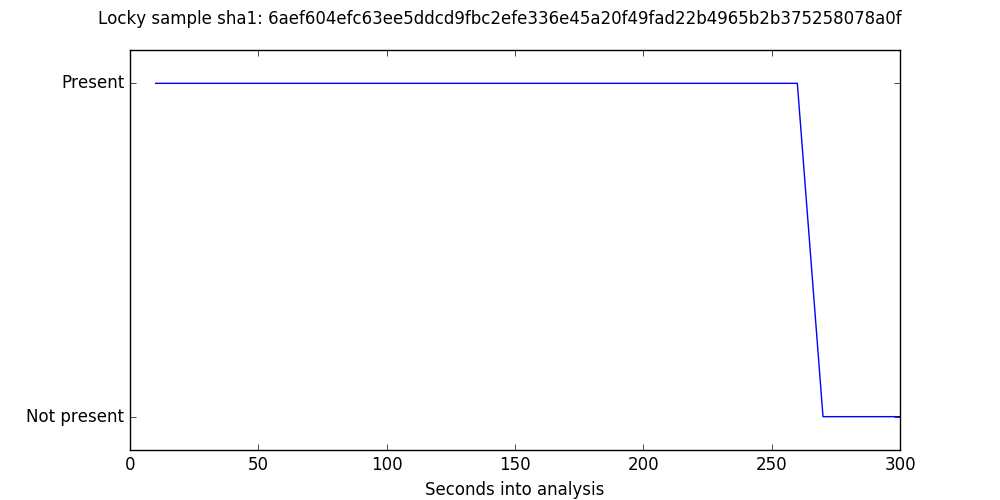 Locky sample sha1: 6aef604efc63ee5ddcd9fbc2efe336e45a20f49fad22b4965b2b375258078a0f
Present
Not present
0 50 100 150 200 250 300
Seconds into analysis